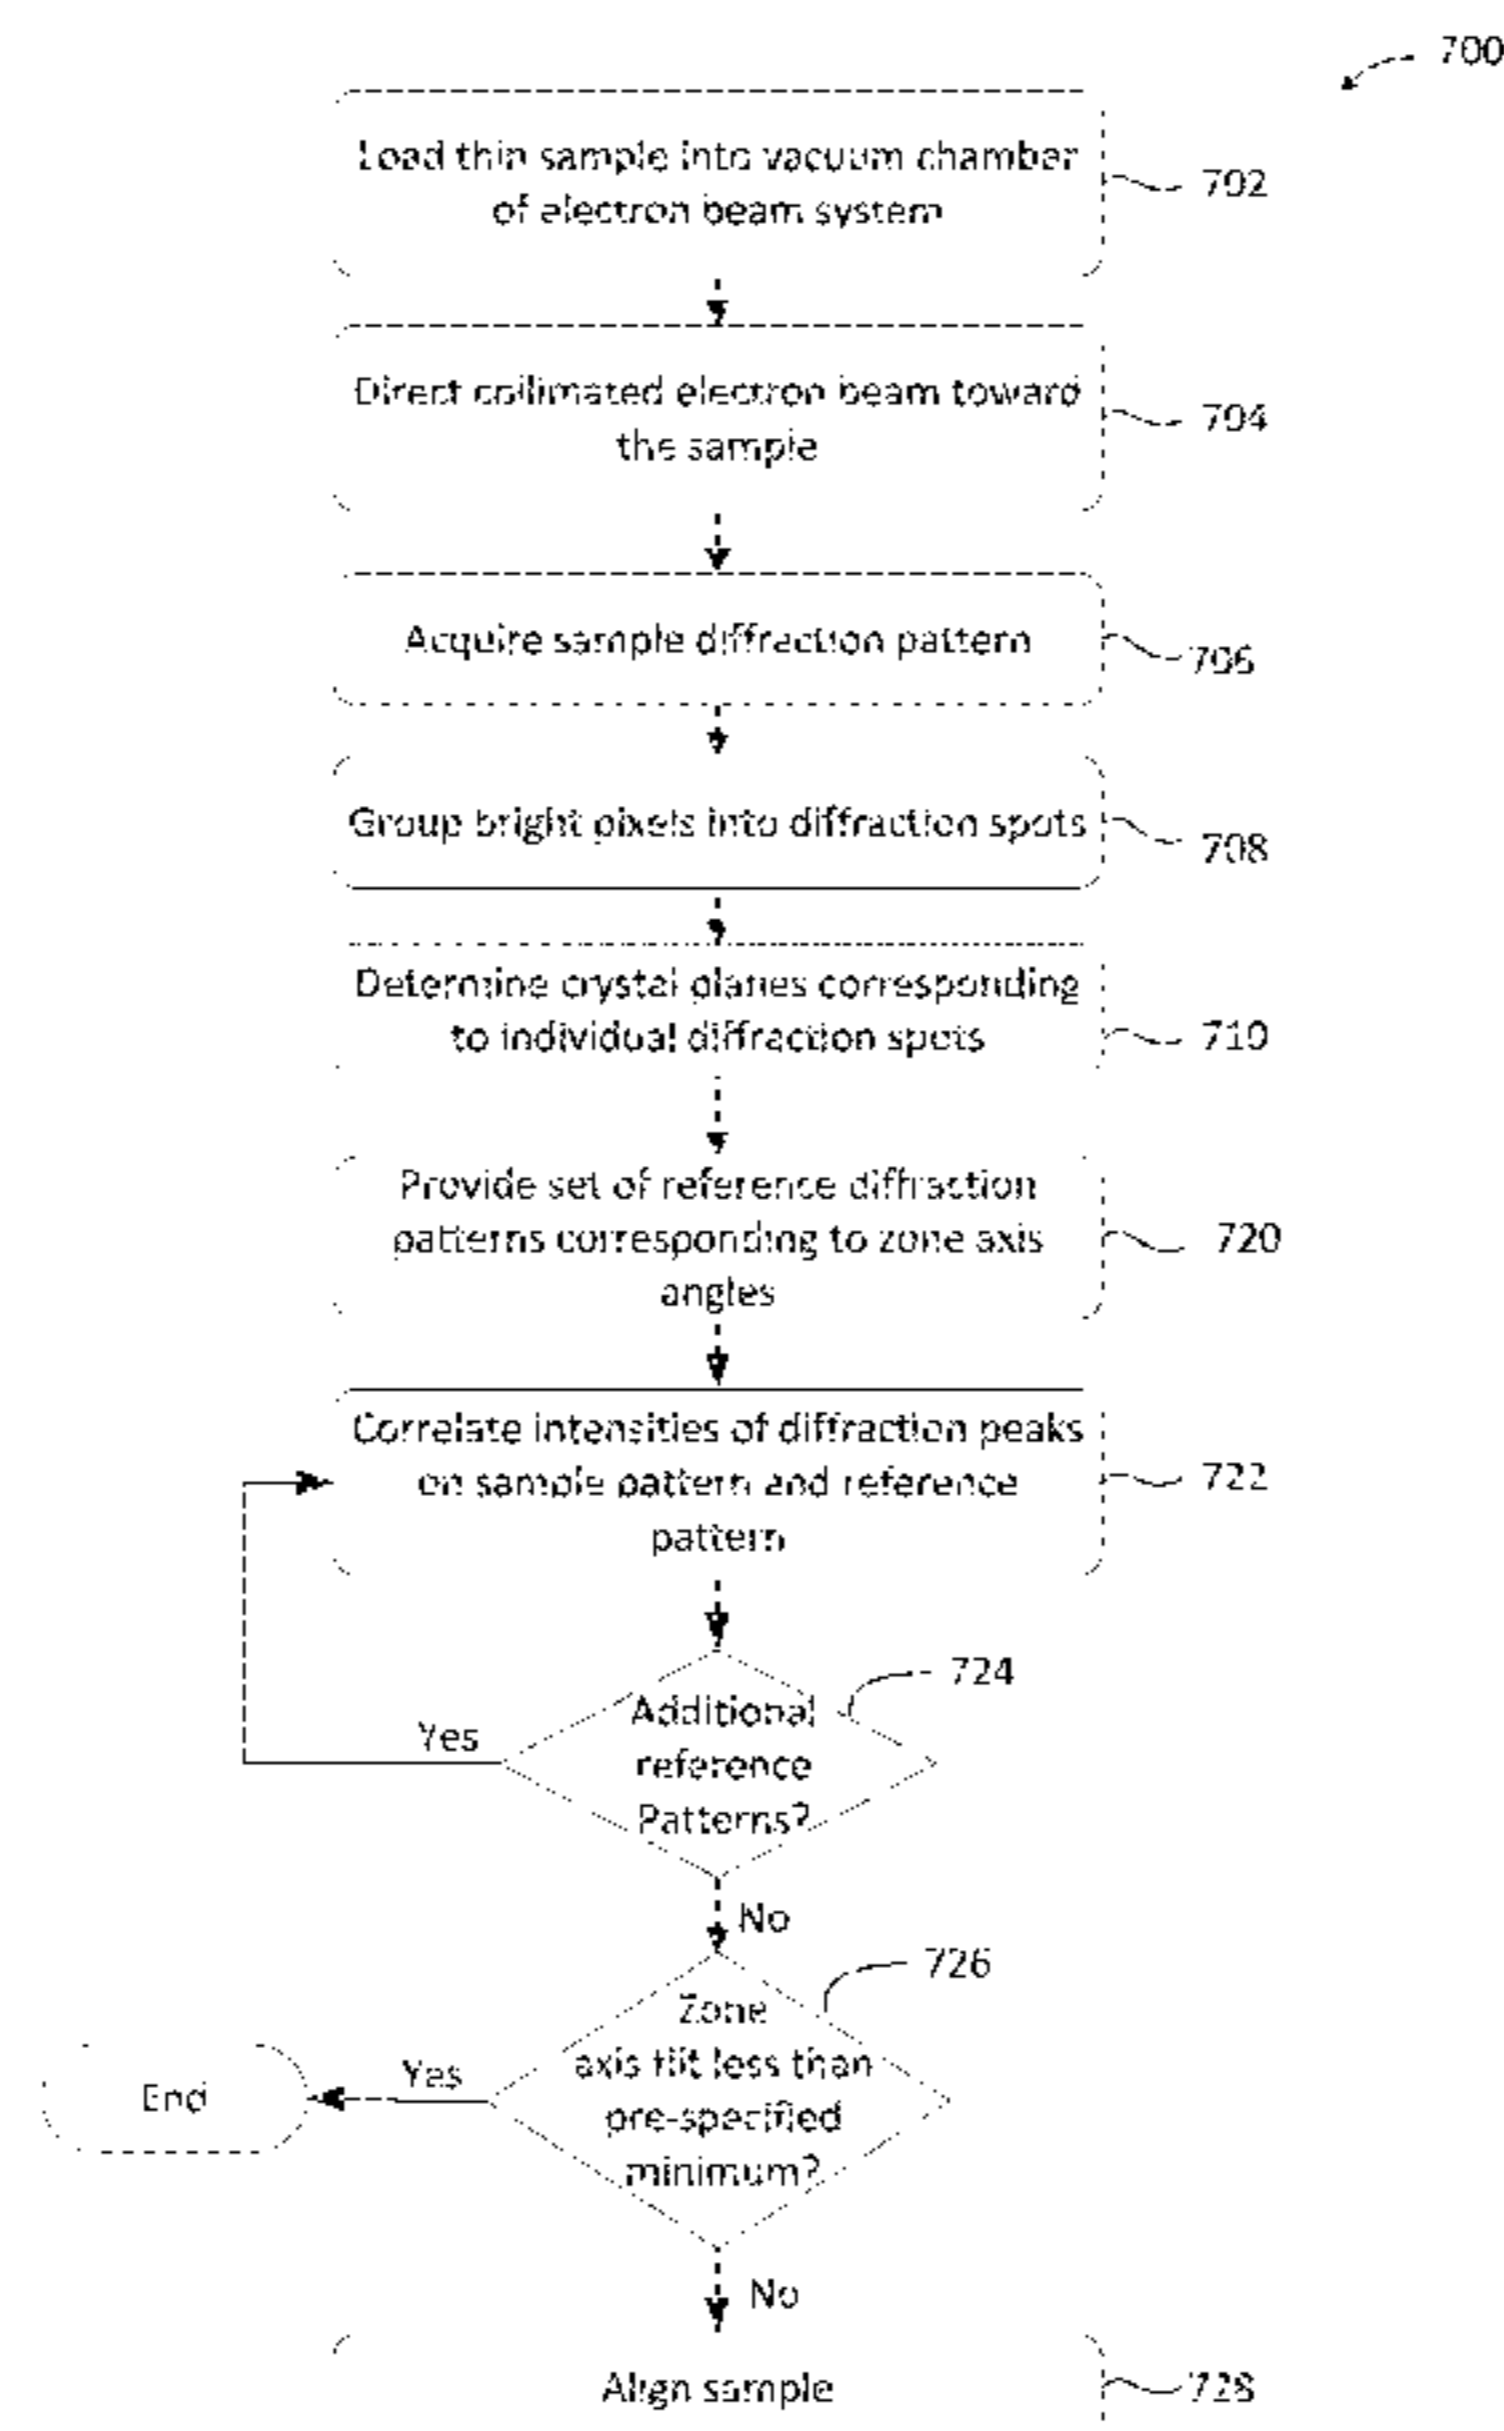 700
Load thin sample into vacuum chamber
of electron beam system
702
Direct collimated electron beam toward
the sample
704
Acquire sample diffraction pattern
706
Group bright pixels into diffraction spots
708
Determine crystal planes corresponding
to individual diffraction spots
710
Provide set of reference diffraction
patterns corresponding to zone axis
angles
720
Correlate intensities of diffraction peaks
on sample pattern and reference
pattern
722
724
Additional
reference
Patterns?
Yes
No
726
Zone
axis tilt less than
pre-specified
minimum?
Yes
End
No
Align sample
728